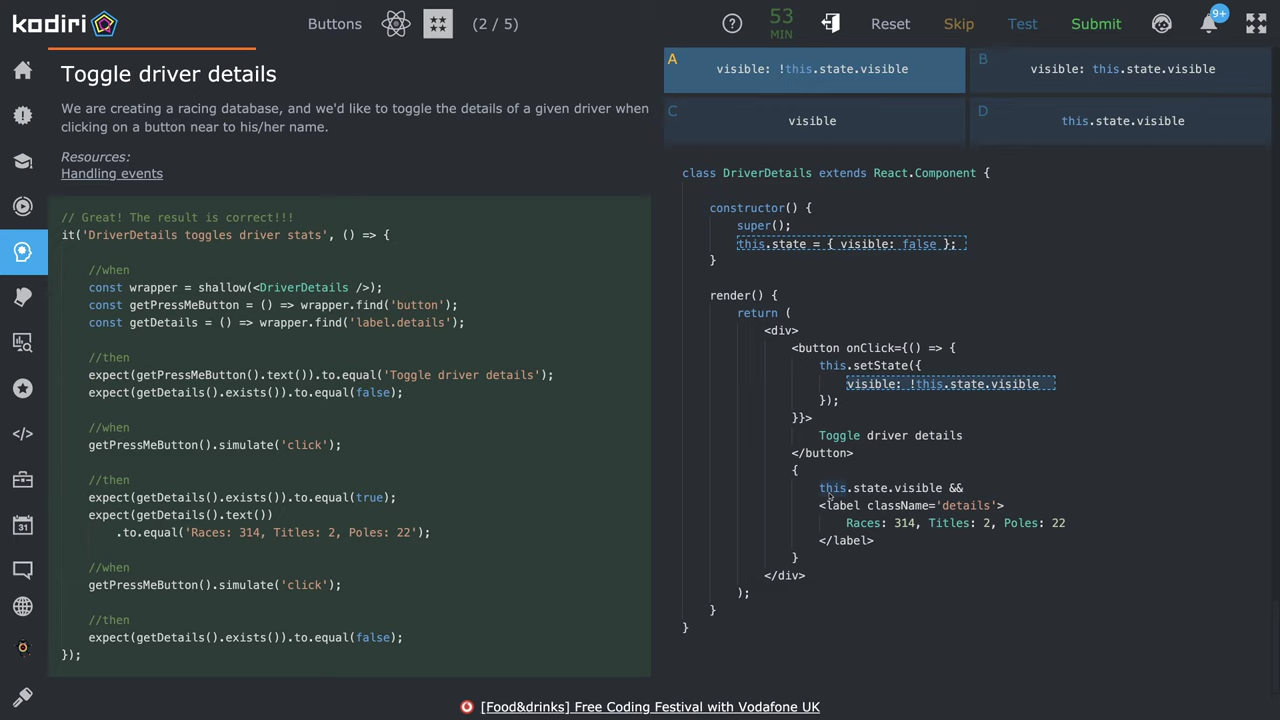 kodiri
Buttons
(2 / 5)
?
53
MIN
Reset
Skip
Test
Submit
9+
Toggle driver details
We are creating a racing database, and we'd like to toggle the details of a given driver when
clicking on a button near to his/her name.
Resources:
Handling events
// Great! The result is correct!!!
it('DriverDetails toggles driver stats', () => {
//when
const wrapper = shallow(<DriverDetails />);
const getPressMeButton = () => wrapper.find('button');
const getDetails = () => wrapper.find('label.details');
//then
expect(getPressMeButton().text()).to.equal('Toggle driver details');
expect(getDetails().exists()).to.equal(false);
//when
getPressMeButton().simulate('click');
//then
expect(getDetails().exists()).to.equal(true);
expect(getDetails().text())
.to.equal('Races: 314, Titles: 2, Poles: 22');
//when
getPressMeButton().simulate('click');
//then
expect(getDetails().exists()).to.equal(false);
});
A
visible: !this.state.visible
B
visible: this.state.visible
C
visible
D
this.state.visible
class DriverDetails extends React.Component {
constructor() {
super();
this.state = { visible: false };
}
render() {
return (
<div>
<button onClick={() => {
this.setState({
visible: !this.state.visible
});
}}>
Toggle driver details
</button>
{
this.state.visible &&
<label className='details'>
Races: 314, Titles: 2, Poles: 22
</label>
}
</div>
);
}
}
</>
31
[Food&drinks] Free Coding Festival with Vodafone UK